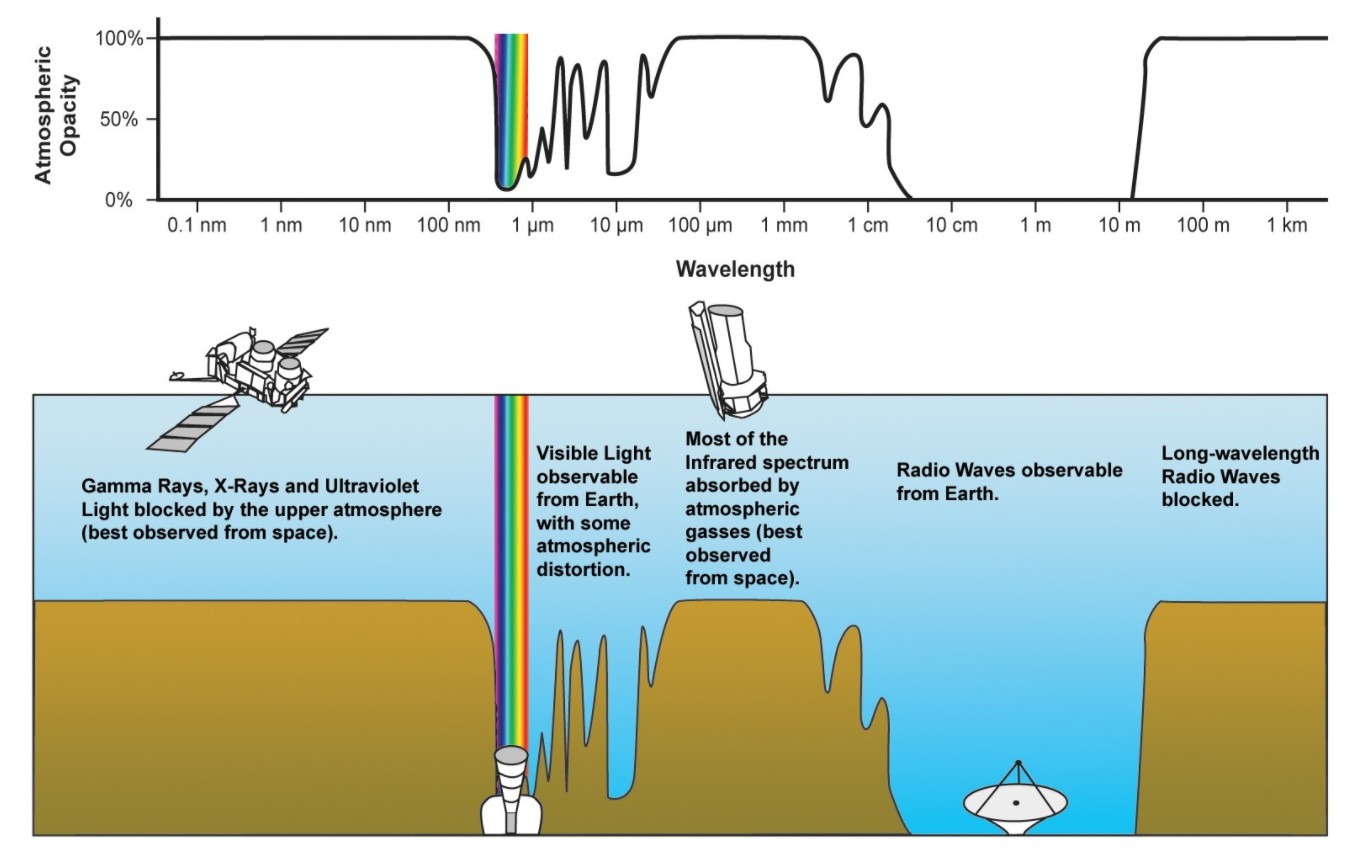 Atmospheric
Opacity
100%
50%
0%
0.1 nm 1 nm 10 nm 100 nm 1 µm 10 µm 100 µm 1 mm 1 cm 10 cm 1 m 10 m 100 m 1 km
Wavelength
Gamma Rays, X-Rays and Ultraviolet
Light blocked by the upper atmosphere
(best observed from space).
Visible Light
observable
from Earth,
with some
atmospheric
distortion.
Most of the
Infrared spectrum
absorbed by
atmospheric
gasses (best
observed
from space).
Radio Waves observable
from Earth.
Long-wavelength
Radio Waves
blocked.